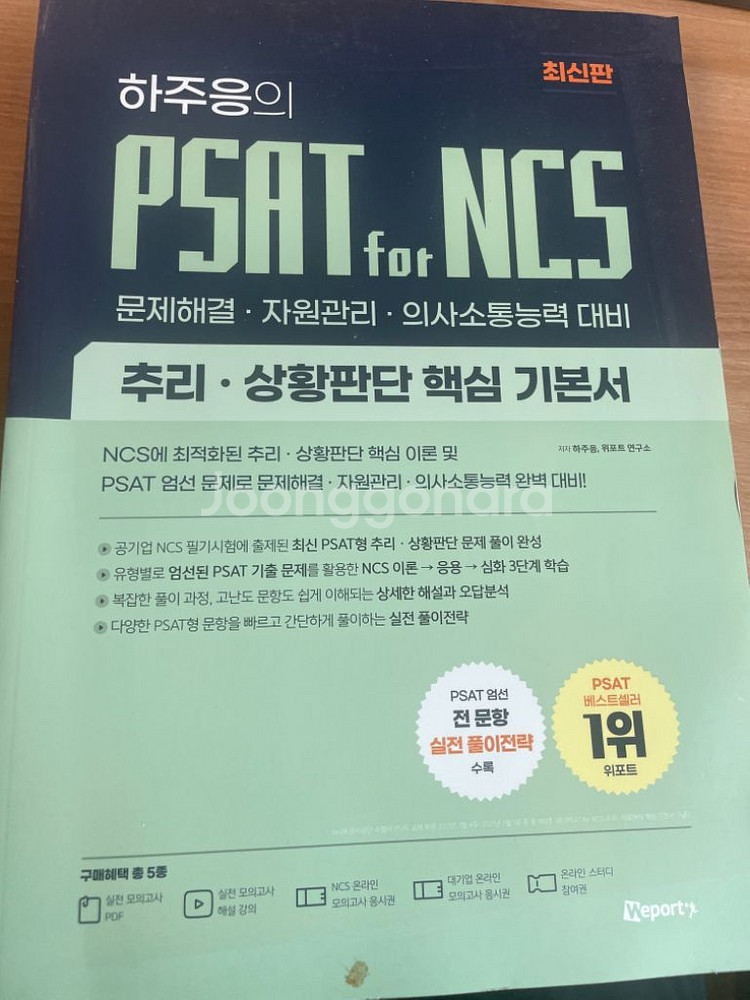 하주응의
최신판
PSAT for NCS
문제해결 · 자원관리 · 의사소통능력 대비
추리 · 상황판단 핵심 기본서
NCS에 최적화된 추리 · 상황판단 핵심 이론 및
저자 하주응, 위포트 연구소
PSAT 엄선 문제로 문제해결 · 자원관리 · 의사소통능력 완벽 대비!
Joonggonara
공기업 NCS 필기시험에 출제된 최신 PSAT형 추리 · 상황판단 문제 풀이 완성
유형별로 엄선된 PSAT 기출 문제를 활용한 NCS 이론 → 응용 → 심화 3단계 학습
복잡한 풀이 과정, 고난도 문항도 쉽게 이해되는 상세한 해설과 오답분석
다양한 PSAT형 문항을 빠르고 간단하게 풀이하는 실전 풀이전략
PSAT 엄선
전 문항
실전 풀이전략
수록
PSAT
베스트셀러
1위
위포트
구매혜택 총 5종
실전 모의고사
PDF
실전 모의고사
해설 강의
NCS 온라인
모의고사 응시권
대기업 온라인
모의고사 응시권
온라인 스터디
참여권
Weport